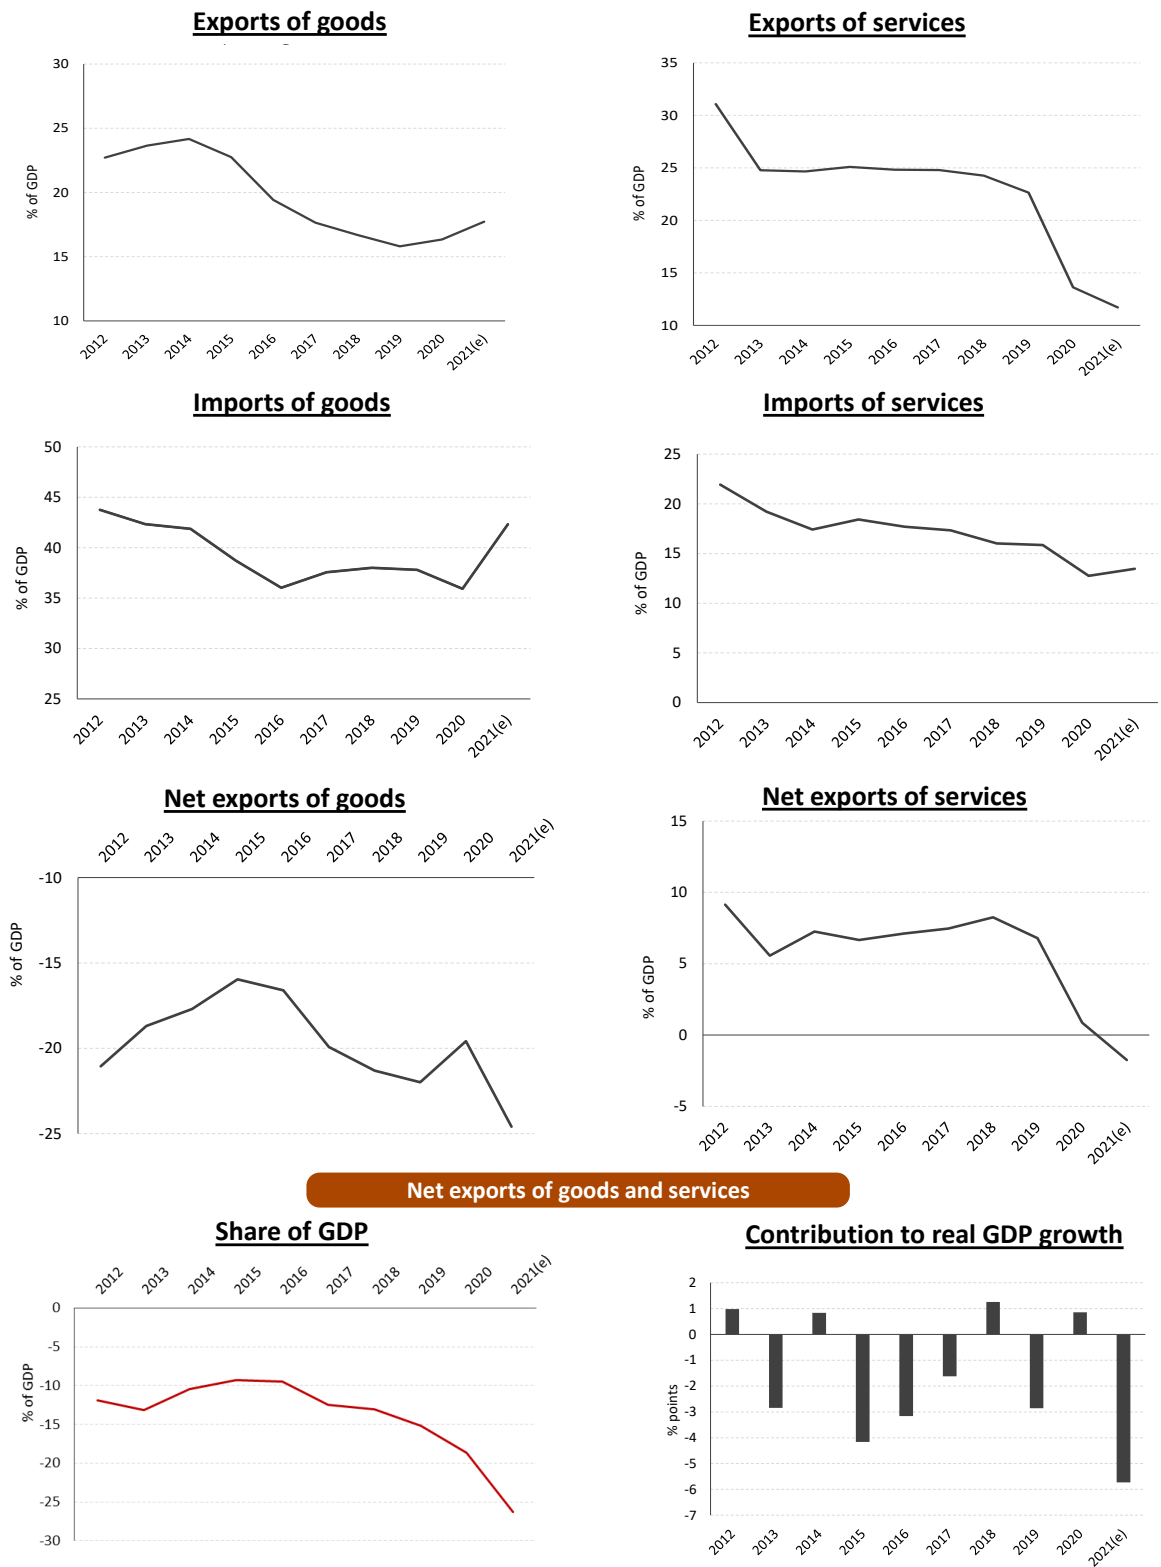 Exports of goods
% of GDP
30
25
20
15
10
2012 2013 2014 2015 2016 2017 2018 2019 2020 2021(e)
Exports of services
% of GDP
35
30
25
20
15
10
2012 2013 2014 2015 2016 2017 2018 2019 2020 2021(e)
Imports of goods
% of GDP
50
45
40
35
30
25
2012 2013 2014 2015 2016 2017 2018 2019 2020 2021(e)
Imports of services
% of GDP
25
20
15
10
5
0
2012 2013 2014 2015 2016 2017 2018 2019 2020 2021(e)
Net exports of goods
2012 2013 2014 2015 2016 2017 2018 2019 2020 2021(e)
% of GDP
-10
-15
-20
-25
Net exports of services
% of GDP
15
10
5
0
-5
2012 2013 2014 2015 2016 2017 2018 2019 2020 2021(e)
Net exports of goods and services
Share of GDP
2012 2013 2014 2015 2016 2017 2018 2019 2020 2021(e)
% of GDP
0
-5
-10
-15
-20
-25
-30
Contribution to real GDP growth
% points
2
1
0
-1
-2
-3
-4
-5
-6
-7
2012 2013 2014 2015 2016 2017 2018 2019 2020 2021(e)